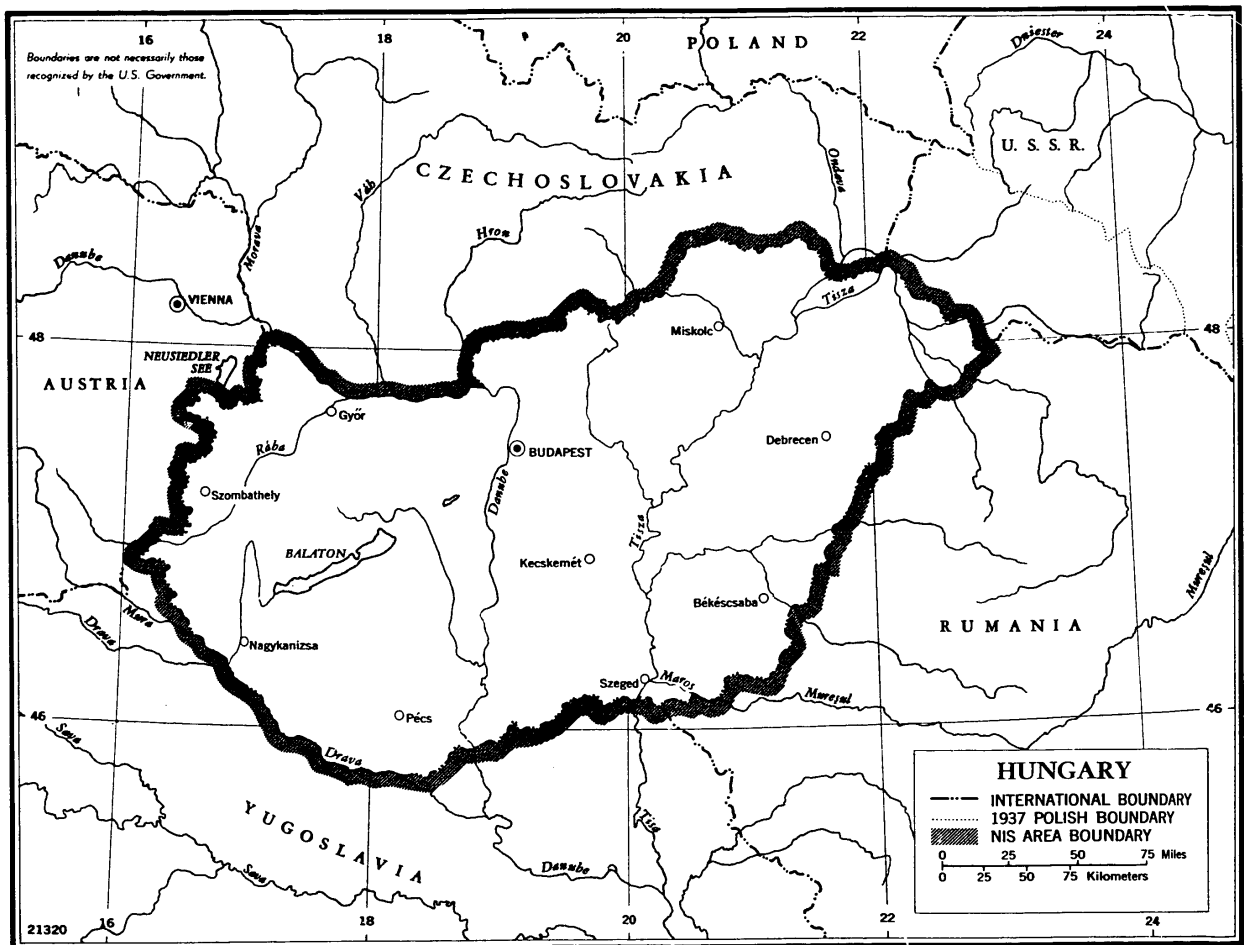 16
18
20
22
24
Boundaries are not necessarily those
recognized by the U.S. Government.
POLAND
Dniester
U.S.S.R.
CZECHOSLOVAKIA
Ondava
Váh
Hron
Morava
Danube
VIENNA
Tisza
48
Miskolc
48
NEUSIEDLER
SEE
AUSTRIA
Győr
Rába
BUDAPEST
Debrecen
Danube
Szombathely
Tisza
BALATON
Kecskemét
Mureşul
Békéscsaba
Mura
Drava
Nagykanizsa
RUMANIA
Szeged
Maros
Mureşul
46
Pécs
46
Sava
Drava
YUGOSLAVIA
Tisa
Sava
Danube
HUNGARY
INTERNATIONAL BOUNDARY
1937 POLISH BOUNDARY
NIS AREA BOUNDARY
0 25 50 75 Miles
0 25 50 75 Kilometers
21320
16
18
20
22
24